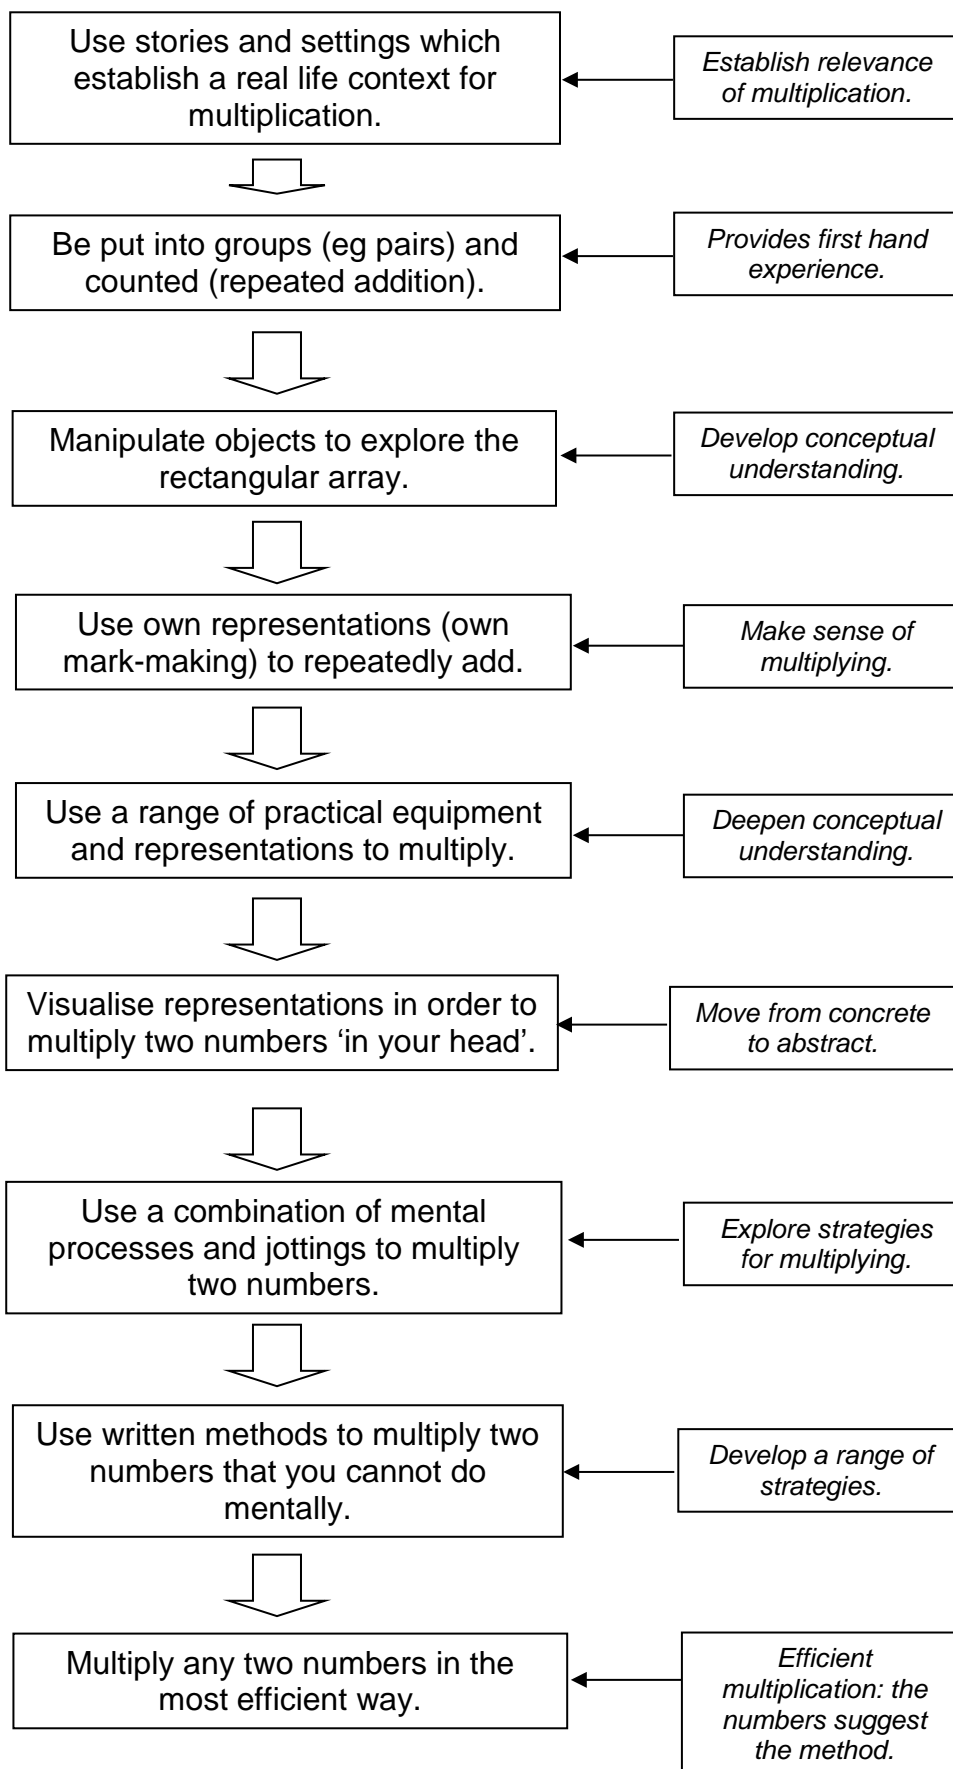 Use stories and settings which
establish a real life context for
multiplication.
Establish relevance
of multiplication.
Be put into groups (eg pairs) and
counted (repeated addition).
Provides first hand
experience.
Manipulate objects to explore the
rectangular array.
Develop conceptual
understanding.
Use own representations (own
mark-making) to repeatedly add.
Make sense of
multiplying.
Use a range of practical equipment
and representations to multiply.
Deepen conceptual
understanding.
Visualise representations in order to
multiply two numbers ‘in your head’.
Move from concrete
to abstract.
Use a combination of mental
processes and jottings to multiply
two numbers.
Explore strategies
for multiplying.
Use written methods to multiply two
numbers that you cannot do
mentally.
Develop a range of
strategies.
Multiply any two numbers in the
most efficient way.
Efficient
multiplication: the
numbers suggest
the method.